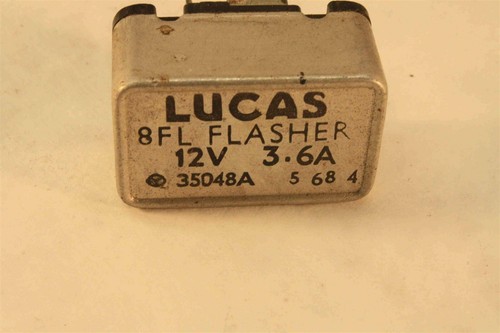 LUCAS
8FL FLASHER
12V 3.6A
35048A 5 68 4